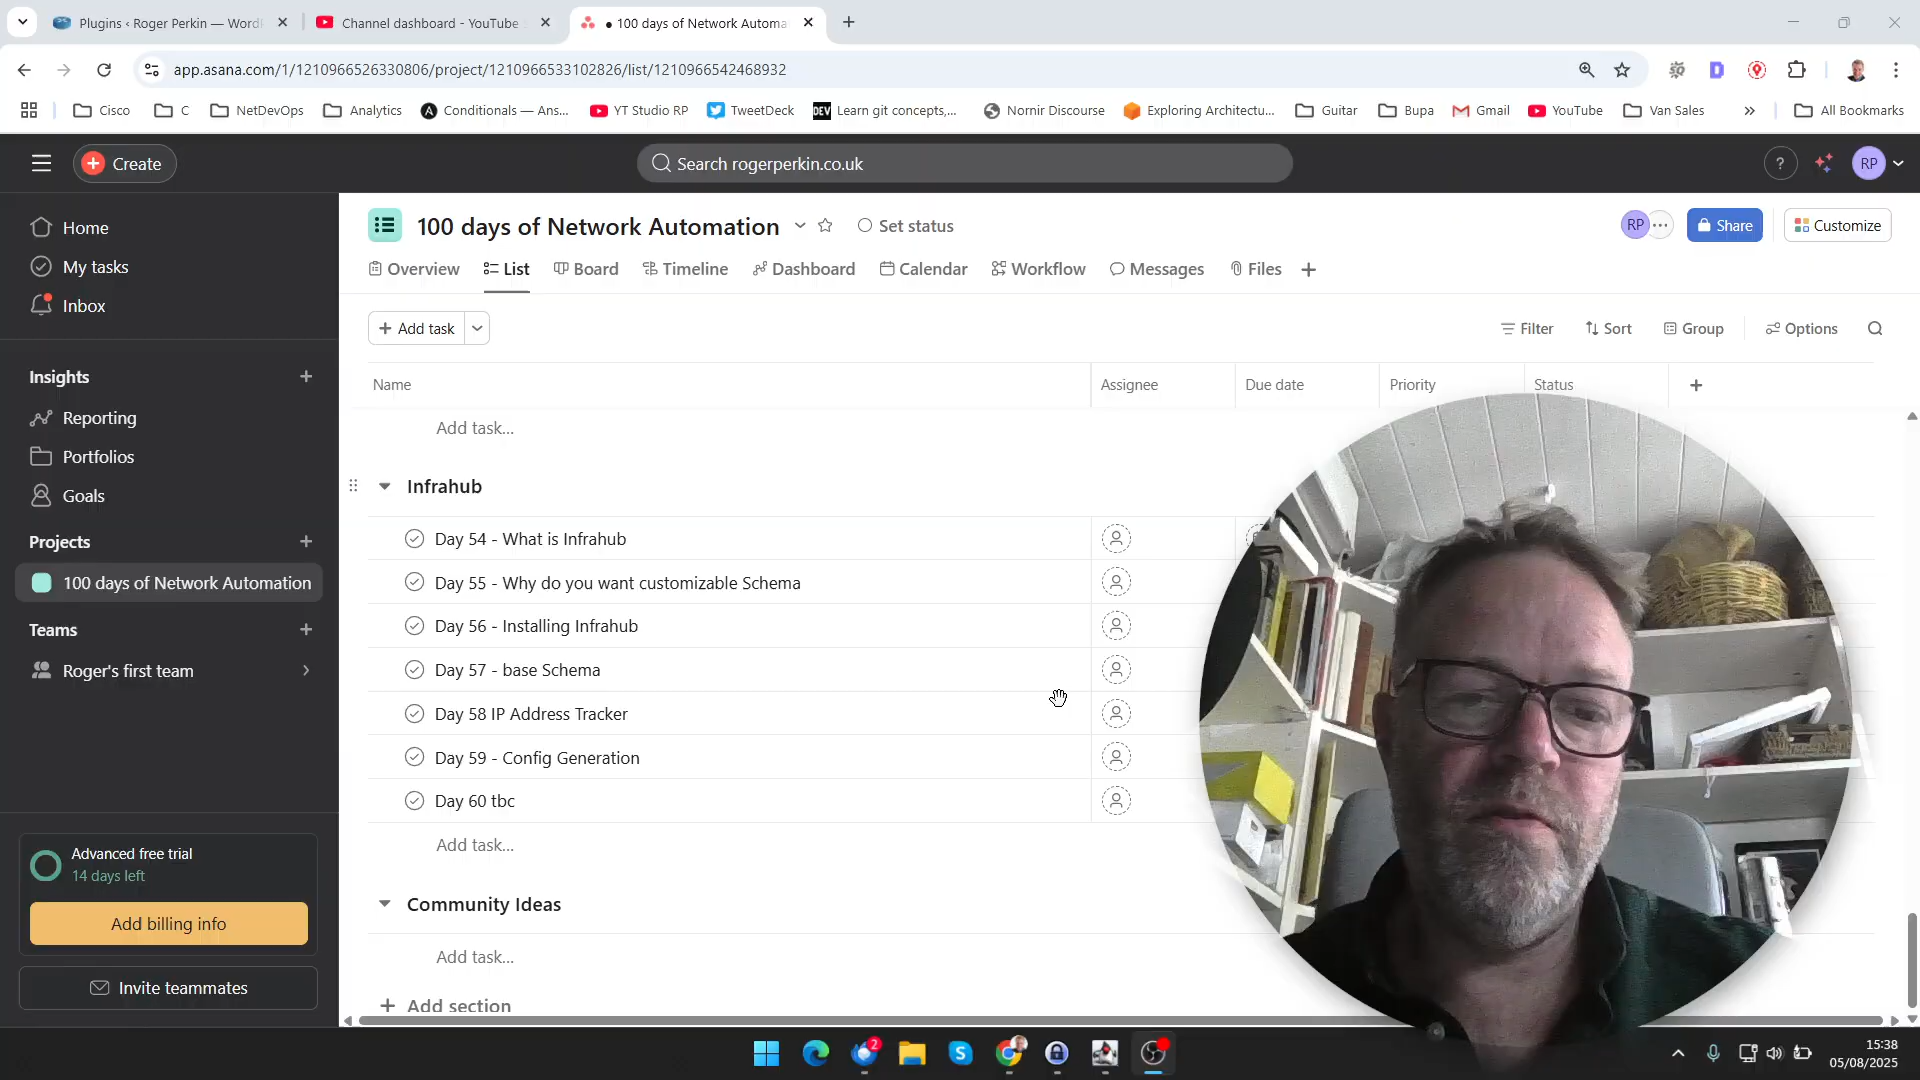 Plugins ‹ Roger Perkin — Word
Channel dashboard - YouTube
● 100 days of Network Automa
app.asana.com/1/1210966526330806/project/1210966533102826/list/1210966542468932
Cisco
C
NetDevOps
Analytics
Conditionals — Ans...
YT Studio RP
TweetDeck
DEV
Learn git concepts,...
Nornir Discourse
Exploring Architectu...
Guitar
Bupa
Gmail
YouTube
Van Sales
»
All Bookmarks
Create
Search rogerperkin.co.uk
?
RP
Home
My tasks
Inbox
Insights
Reporting
Portfolios
Goals
Projects
100 days of Network Automation
Teams
Roger's first team
Advanced free trial
14 days left
Add billing info
Invite teammates
100 days of Network Automation
Set status
RP
Share
Customize
Overview
List
Board
Timeline
Dashboard
Calendar
Workflow
Messages
Files
Add task
Filter
Sort
Group
Options
Name
Assignee
Due date
Priority
Status
Add task...
Infrahub
Day 54 - What is Infrahub
Day 55 - Why do you want customizable Schema
Day 56 - Installing Infrahub
Day 57 - base Schema
Day 58 IP Address Tracker
Day 59 - Config Generation
Day 60 tbc
Add task...
Community Ideas
Add task...
Add section
2
15:38
05/08/2025